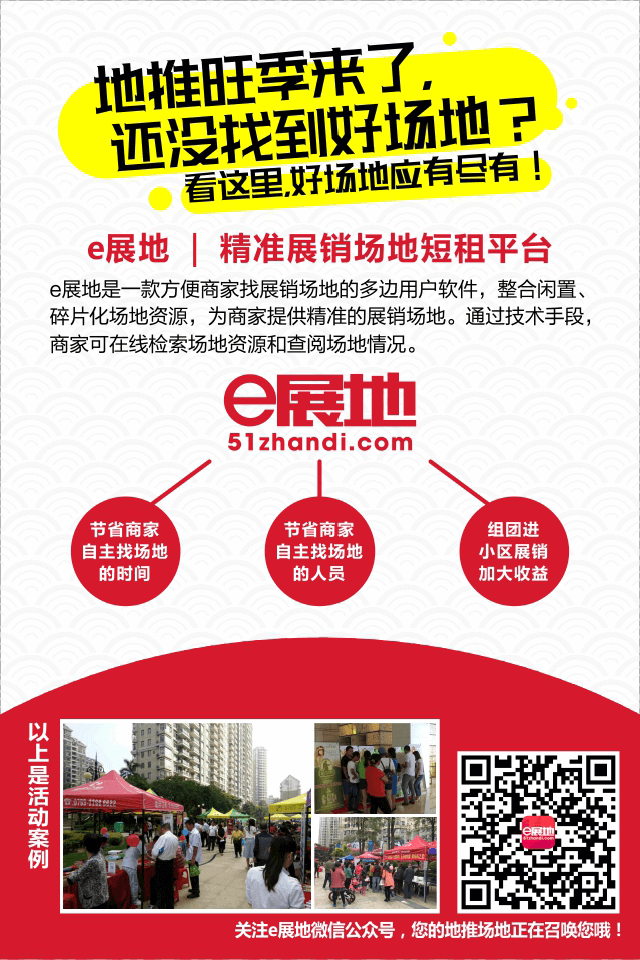 地推旺季来了,
还没找到好场地？
看这里,好场地应有尽有！
e展地 | 精准展销场地短租平台
e展地是一款方便商家找展销场地的多边用户软件，整合闲置、
碎片化场地资源，为商家提供精准的展销场地。通过技术手段，
商家可在线检索场地资源和查阅场地情况。
e展地
51zhandi.com
节省商家
自主找场地
的时间
节省商家
自主找场地
的人员
组团进
小区展销
加大收益
以上是活动案例
e展地
51zhandi.com
关注e展地微信公众号，您的地推场地正在召唤您哦！